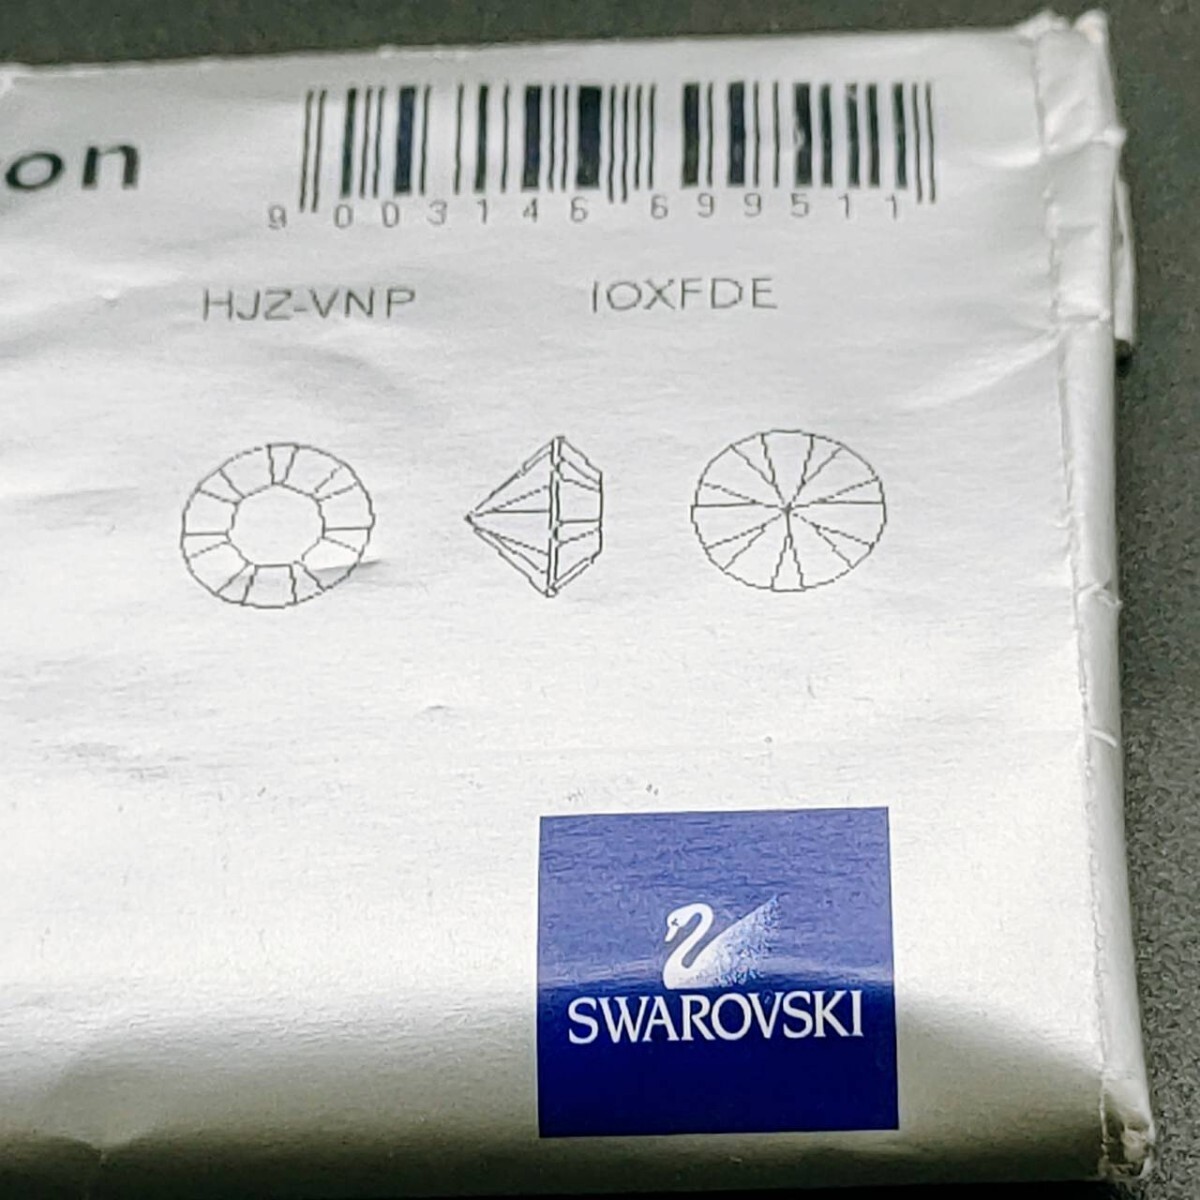 on
9 003146 699511
HJZ-VNP IOXFDE
SWAROVSKI